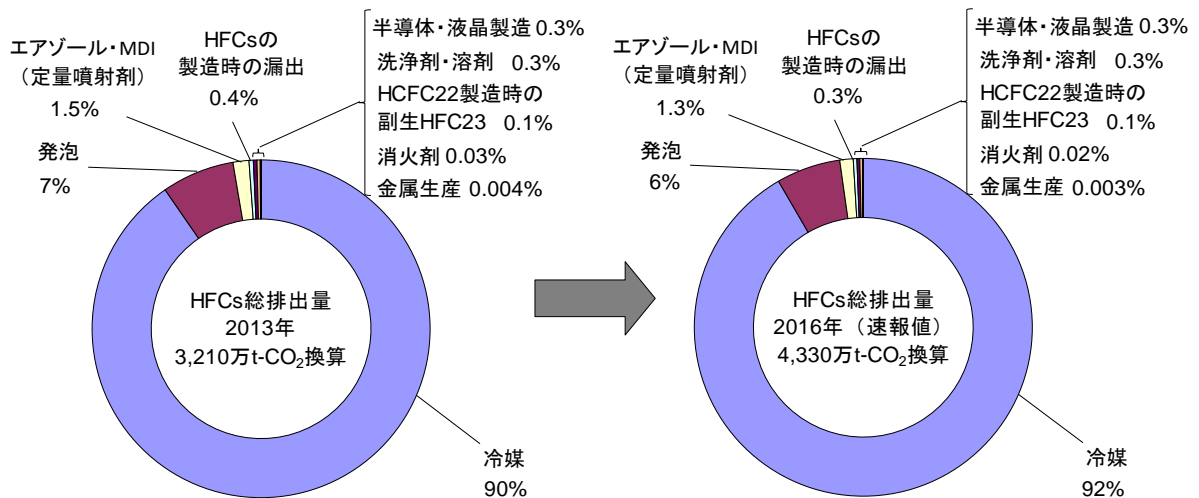 エアゾール・MDI
（定量噴射剤）
1.5%
HFCsの
製造時の漏出
0.4%
半導体・液晶製造 0.3%
洗浄剤・溶剤 0.3%
HCFC22製造時の
副生HFC23 0.1%
消火剤 0.03%
金属生産 0.004%
発泡
7%
HFCs総排出量
2013年
3,210万t-CO₂換算
冷媒
90%
エアゾール・MDI
（定量噴射剤）
1.3%
HFCsの
製造時の漏出
0.3%
半導体・液晶製造 0.3%
洗浄剤・溶剤 0.3%
HCFC22製造時の
副生HFC23 0.1%
消火剤 0.02%
金属生産 0.003%
発泡
6%
HFCs総排出量
2016年（速報値）
4,330万t-CO₂換算
冷媒
92%